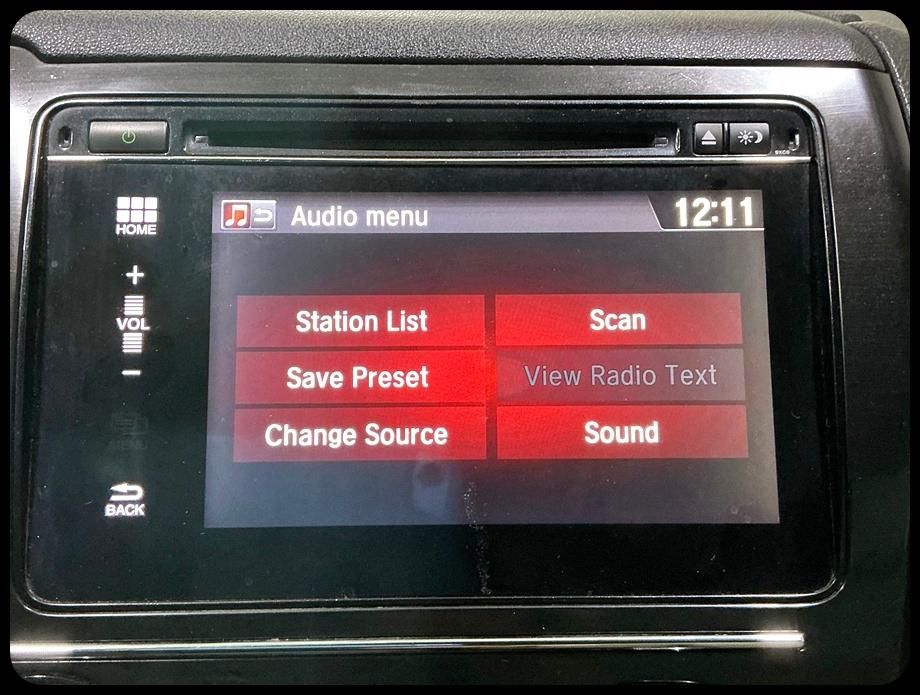 Audio menu
12:11
HOME
Station List
Scan
VOL
Save Preset
View Radio Text
Change Source
Sound
BACK